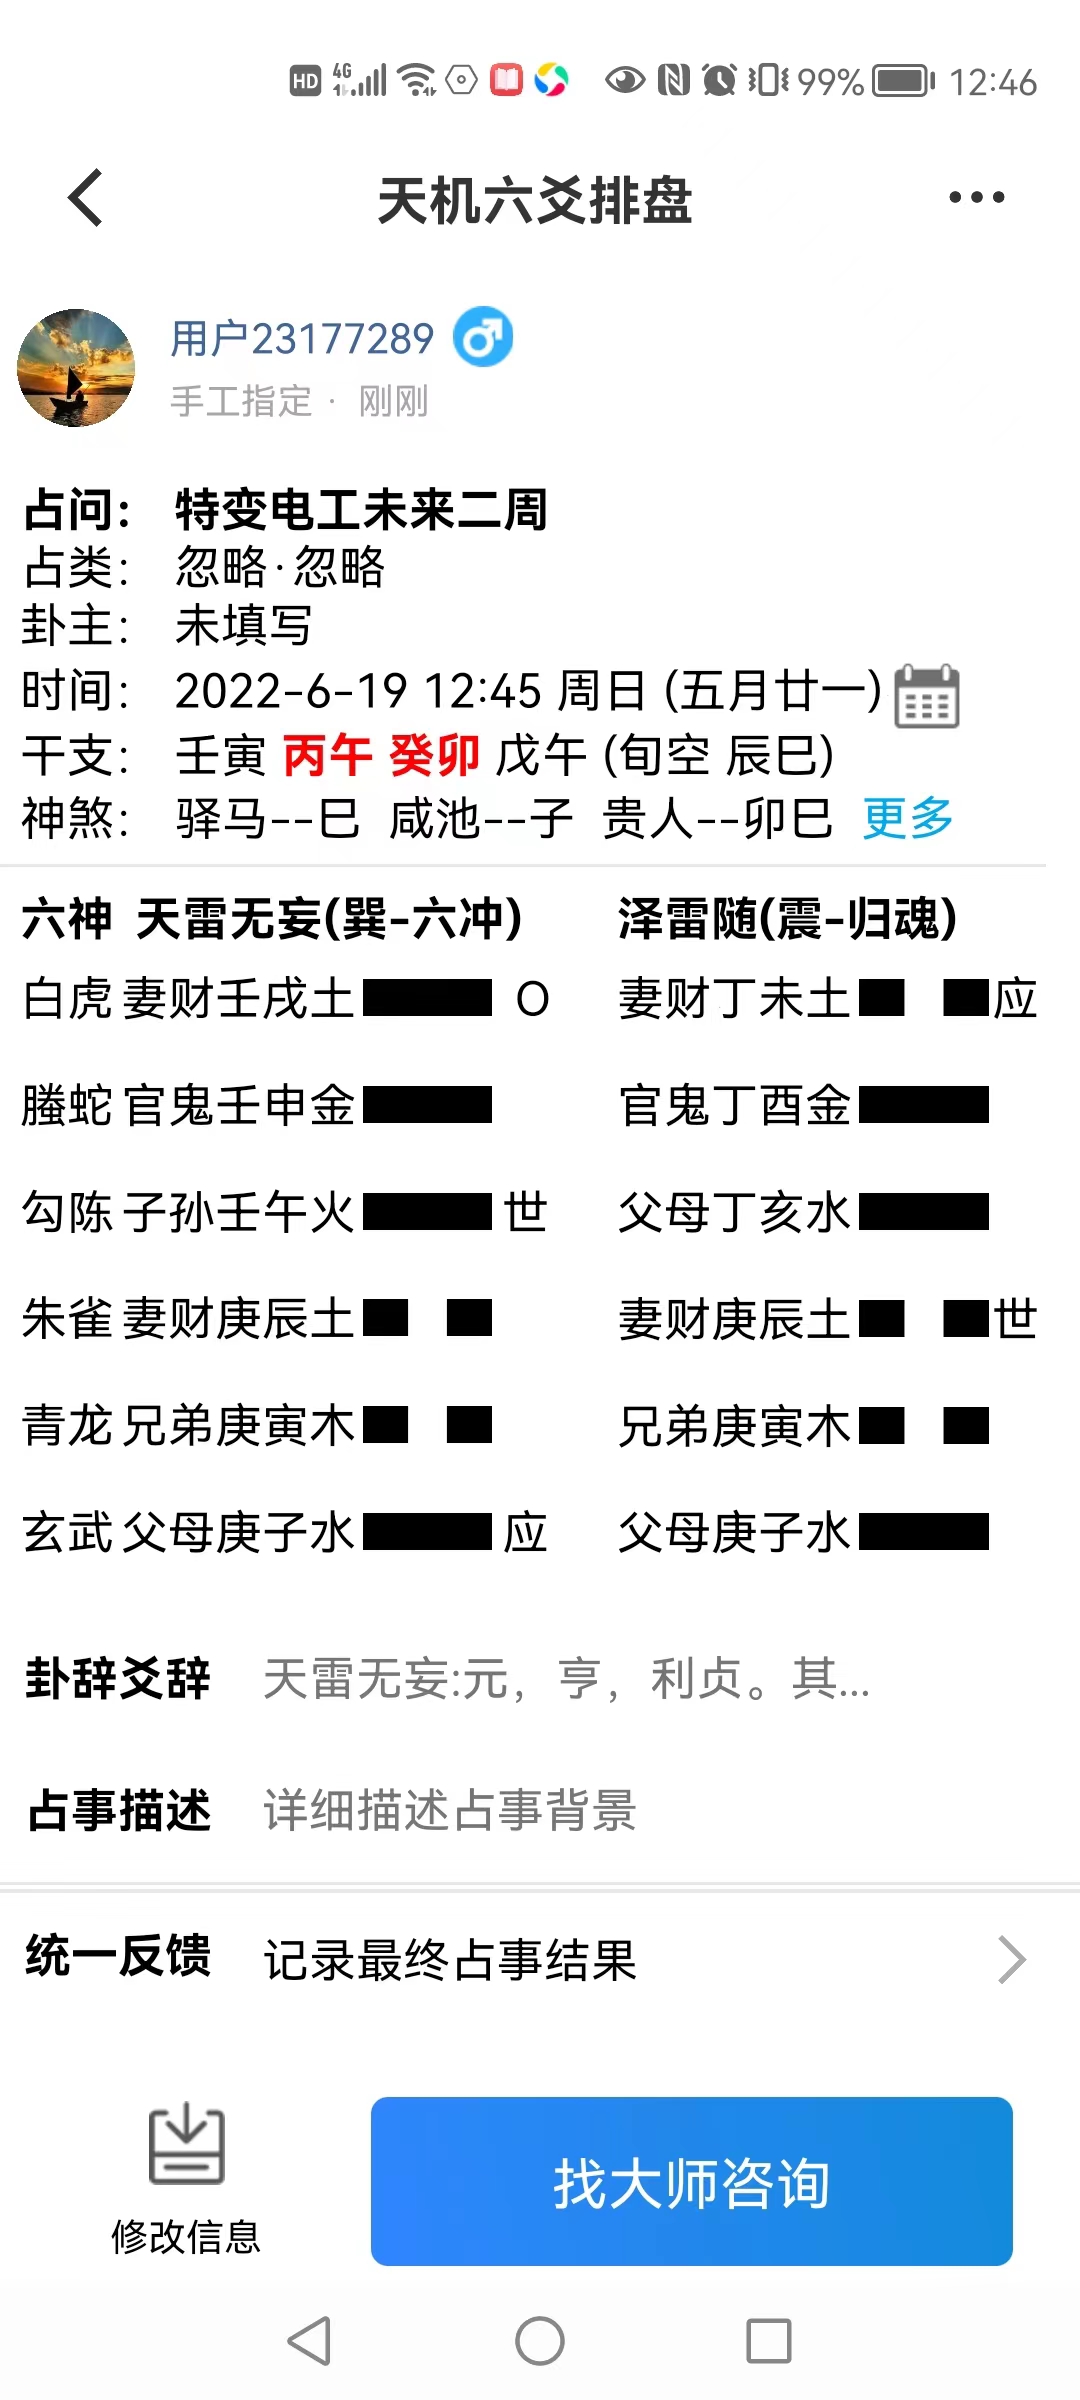 HD 4G 99% 12:46
天机六爻排盘
用户23177289
手工指定 · 刚刚
占问： 特变电工未来二周
占类： 忽略·忽略
卦主： 未填写
时间： 2022-6-19 12:45 周日 (五月廿一)
干支： 壬寅 丙午 癸卯 戊午 (旬空 辰巳)
神煞： 驿马--巳 咸池--子 贵人--卯巳 更多
六神 天雷无妄(巽-六冲) 泽雷随(震-归魂)
白虎 妻财壬戌土 O 妻财丁未土 应
螣蛇 官鬼壬申金 官鬼丁酉金
勾陈 子孙壬午火 世 父母丁亥水
朱雀 妻财庚辰土 妻财庚辰土 世
青龙 兄弟庚寅木 兄弟庚寅木
玄武 父母庚子水 应 父母庚子水
卦辞爻辞 天雷无妄:元，亨，利贞。其...
占事描述 详细描述占事背景
统一反馈 记录最终占事结果
找大师咨询
修改信息